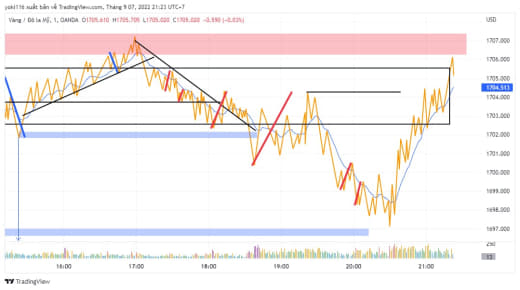 yoki116 xuất bản về TradingView.com, Tháng 9 07, 2022 21:23 UTC+7
Vàng / Đô la Mỹ, 1, OANDA O1705.610 H1705.705 L1705.020 C1705.020 −0.590 (−0.03%)
USD
1707.000
1706.000
1705.000
1704.513
1704.000
1703.000
1702.000
1701.000
1700.000
1699.000
1698.000
1697.000
250
13
16:00 17:00 18:00 19:00 20:00 21:00
TradingView